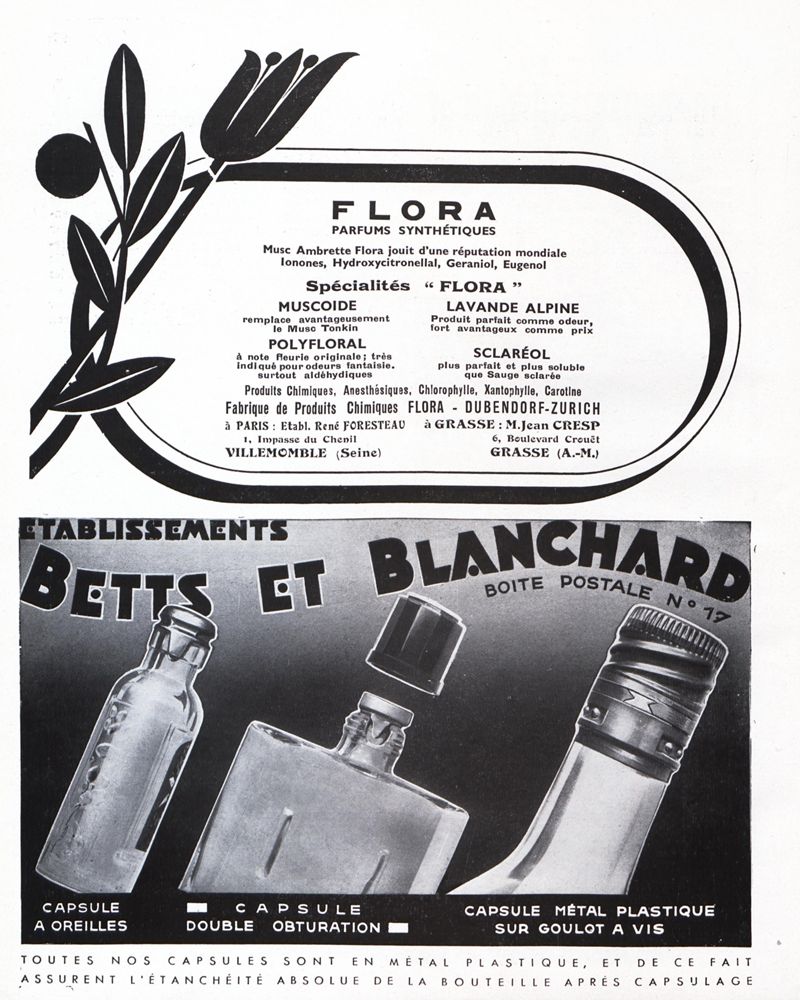 FLORA
PARFUMS SYNTHÉTIQUES
Musc Ambrette Flora jouit d'une réputation mondiale
Ionones, Hydroxycitronellal, Geraniol, Eugenol
Spécialités “ FLORA ”
MUSCOIDE
remplace avantageusement
le Musc Tonkin
POLYFLORAL
à note fleurie originale; très
indiqué pour odeurs fantaisie.
surtout aldéhydiques
LAVANDE ALPINE
Produit parfait comme odeur,
fort avantageux comme prix
SCLARÉOL
plus parfait et plus soluble
que Sauge sclarée
Produits Chimiques, Anesthésiques, Chlorophylle, Xantophylle, Carotine
Fabrique de Produits Chimiques FLORA - DUBENDORF-ZURICH
à PARIS : Etabl. René FORESTEAU
1, Impasse du Chenil
VILLEMOMBLE (Seine)
à GRASSE : M. Jean CRESP
6, Boulevard Crouët
GRASSE (A.-M.)
ETABLISSEMENTS
BETTS ET BLANCHARD
BOITE POSTALE N° 17
CAPSULE
A OREILLES
CAPSULE
DOUBLE OBTURATION
CAPSULE MÉTAL PLASTIQUE
SUR GOULOT A VIS
TOUTES NOS CAPSULES SONT EN MÉTAL PLASTIQUE, ET DE CE FAIT
ASSURENT L'ÉTANCHÉITÉ ABSOLUE DE LA BOUTEILLE APRÉS CAPSULAGE